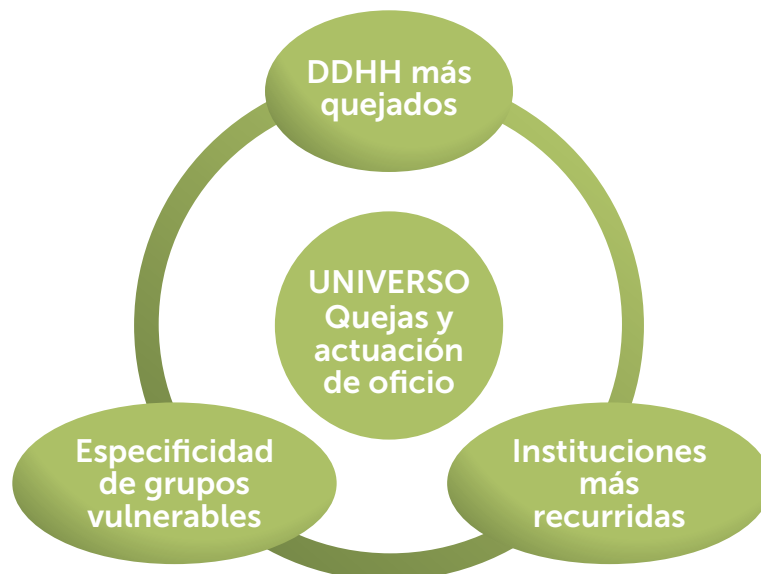 DDHH más
quejados
UNIVERSO
Quejas y
actuación
de oficio
Especificidad
de grupos
vulnerables
Instituciones
más
recurridas